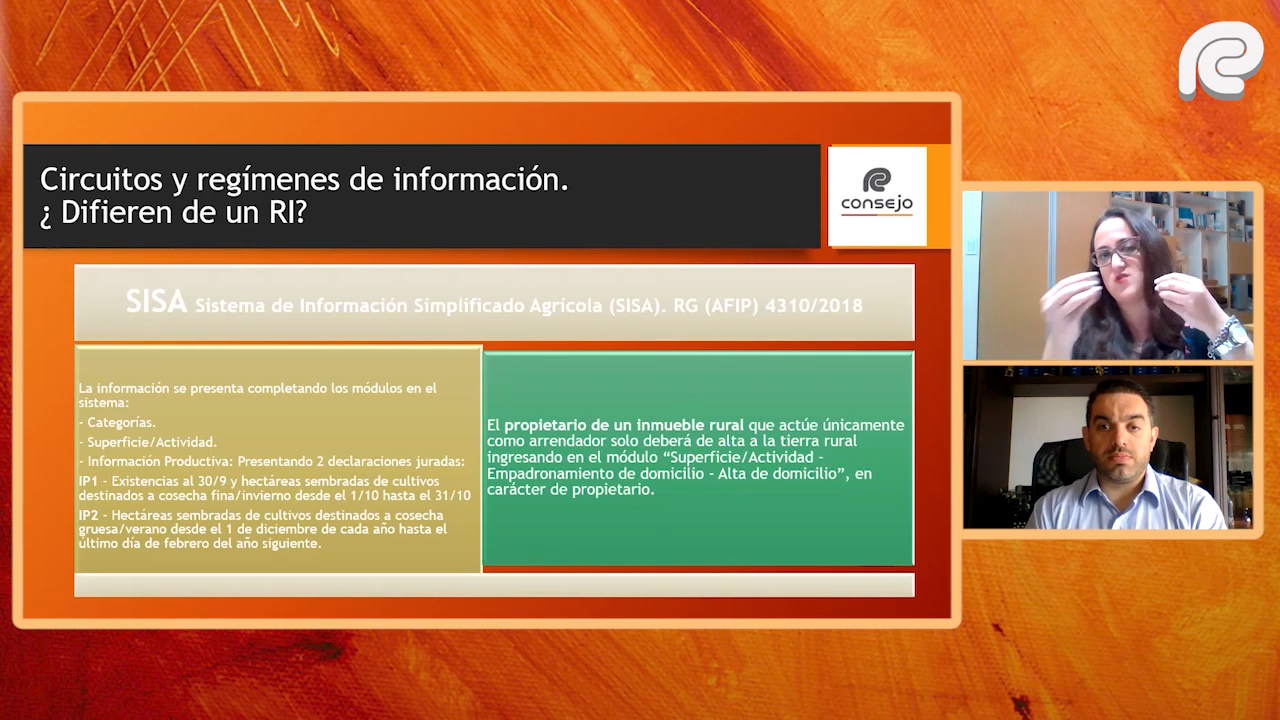 Circuitos y regímenes de información.
¿ Difieren de un RI?
consejo
SISA Sistema de Información Simplificado Agrícola (SISA). RG (AFIP) 4310/2018
La información se presenta completando los módulos en el
sistema:
- Categorías.
- Superficie/Actividad.
- Información Productiva: Presentando 2 declaraciones juradas:
IP1 - Existencias al 30/9 y hectáreas sembradas de cultivos
destinados a cosecha fina/invierno desde el 1/10 hasta el 31/10
IP2 - Hectáreas sembradas de cultivos destinados a cosecha
gruesa/verano desde el 1 de diciembre de cada año hasta el
último día de febrero del año siguiente.
El propietario de un inmueble rural que actúe únicamente
como arrendador solo deberá de alta a la tierra rural
ingresando en el módulo “Superficie/Actividad -
Empadronamiento de domicilio - Alta de domicilio”, en
carácter de propietario.